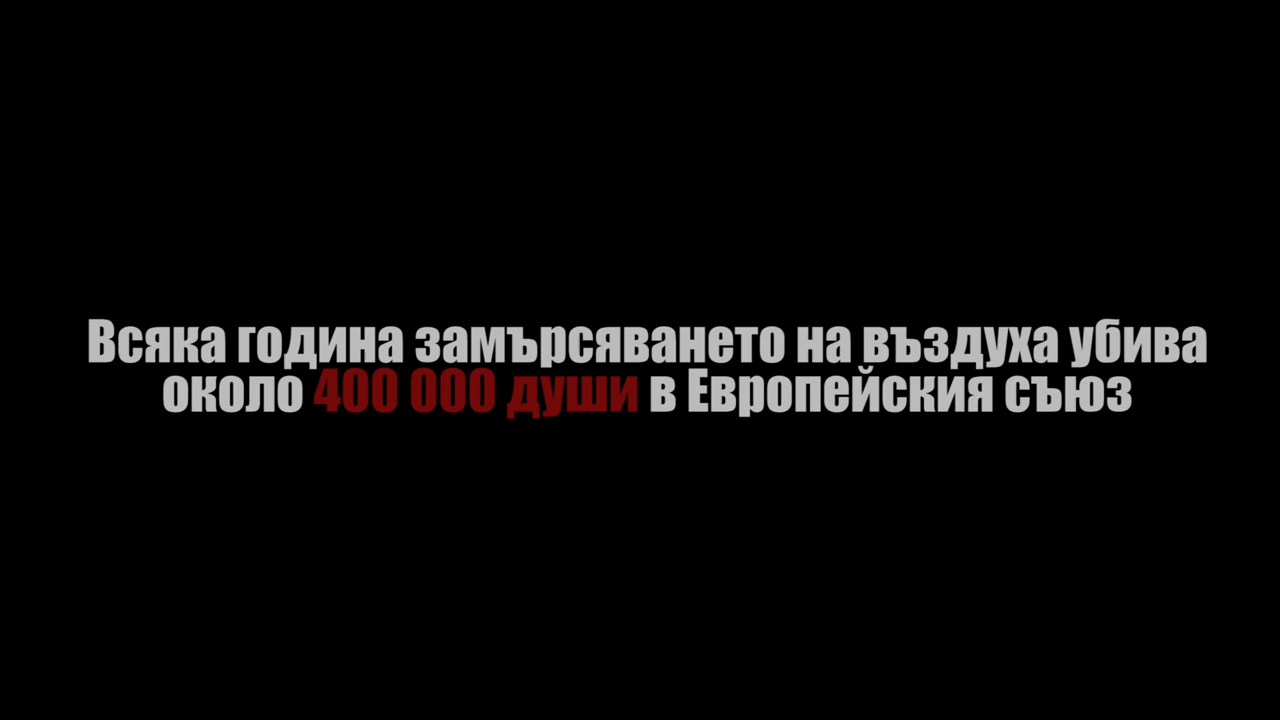 Всяка година замърсяването на въздуха убива
около 400 000 души в Европейския съюз